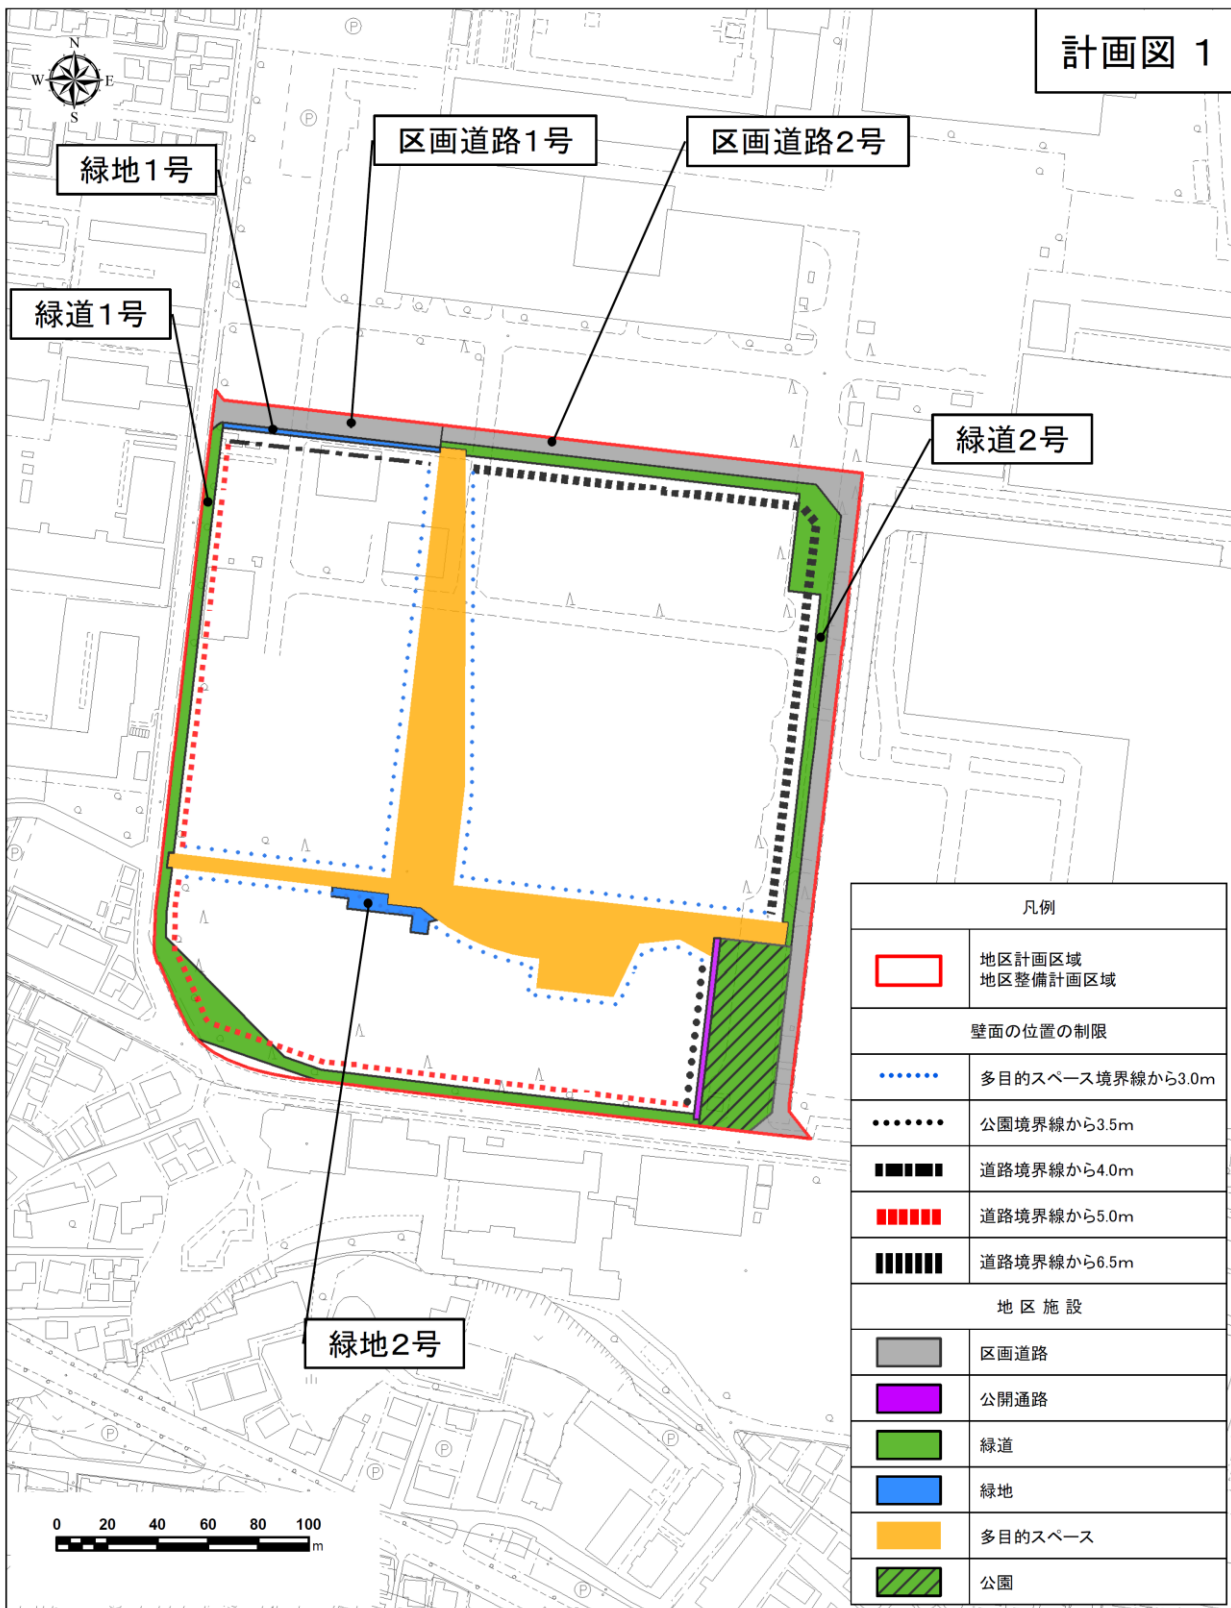 計画図 1
N
W E
S
区画道路1号
区画道路2号
緑地1号
緑道1号
緑道2号
緑地2号
凡例
地区計画区域
地区整備計画区域
壁面の位置の制限
多目的スペース境界線から3.0m
公園境界線から3.5m
道路境界線から4.0m
道路境界線から5.0m
道路境界線から6.5m
地区施設
区画道路
公開通路
緑道
緑地
多目的スペース
公園
0 20 40 60 80 100
m
P
P
P
P
P
P
P
P